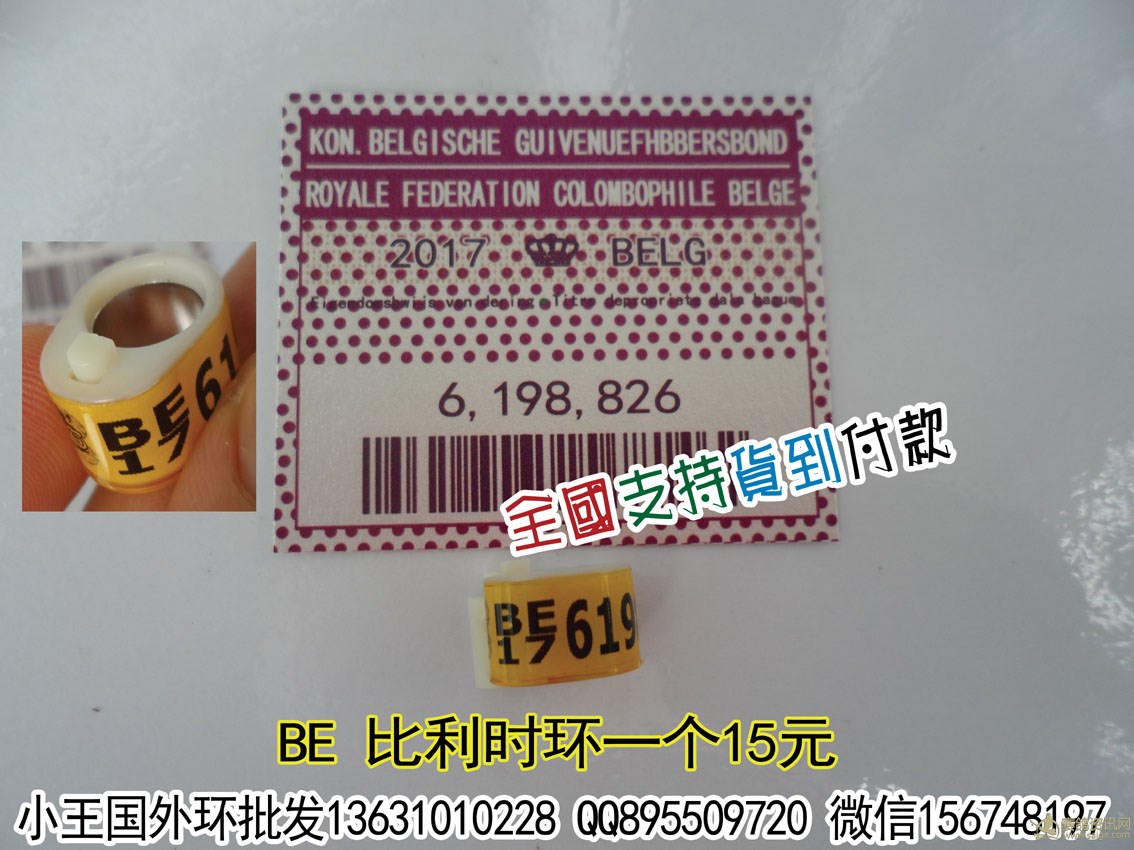 KON. BELGISCHE GUIVENUEFHBBERSBOND
ROYALE FEDERATION COLOMBOPHILE BELGE
2017 BELG
6,198,826
全國支持貨到付款
BE 17 61
BE 17 619
BE 比利时环一个15元
小王国外环批发13631010228 QQ895509720 微信156748197